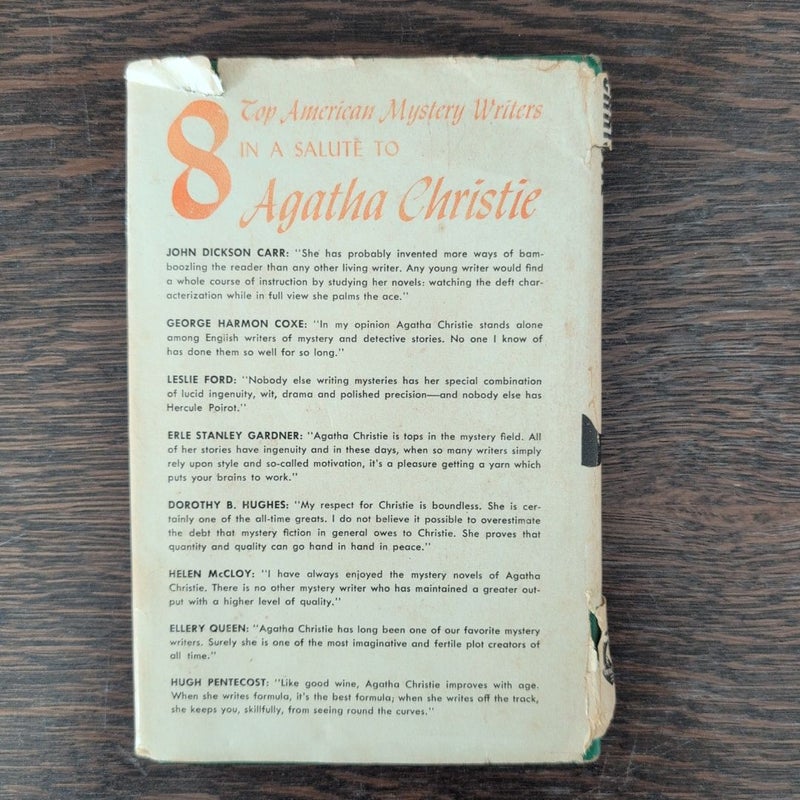 8 Top American Mystery Writers
IN A SALUTE TO
Agatha Christie
JOHN DICKSON CARR: "She has probably invented more ways of bam-
boozling the reader than any other living writer. Any young writer would find
a whole course of instruction by studying her novels: watching the deft char-
acterization while in full view she palms the ace."
GEORGE HARMON COXE: "In my opinion Agatha Christie stands alone
among English writers of mystery and detective stories. No one I know of
has done them so well for so long."
LESLIE FORD: "Nobody else writing mysteries has her special combination
of lucid ingenuity, wit, drama and polished precision—and nobody else has
Hercule Poirot."
ERLE STANLEY GARDNER: "Agatha Christie is tops in the mystery field. All
of her stories have ingenuity and in these days, when so many writers simply
rely upon style and so-called motivation, it's a pleasure getting a yarn which
puts your brains to work."
DOROTHY B. HUGHES: "My respect for Christie is boundless. She is cer-
tainly one of the all-time greats. I do not believe it possible to overestimate
the debt that mystery fiction in general owes to Christie. She proves that
quantity and quality can go hand in hand in peace."
HELEN McCLOY: "I have always enjoyed the mystery novels of Agatha
Christie. There is no other mystery writer who has maintained a greater out-
put with a higher level of quality."
ELLERY QUEEN: "Agatha Christie has long been one of our favorite mystery
writers. Surely she is one of the most imaginative and fertile plot creators of
all time."
HUGH PENTECOST: "Like good wine, Agatha Christie improves with age.
When she writes formula, it's the best formula; when she writes off the track,
she keeps you, skillfully, from seeing round the curves."